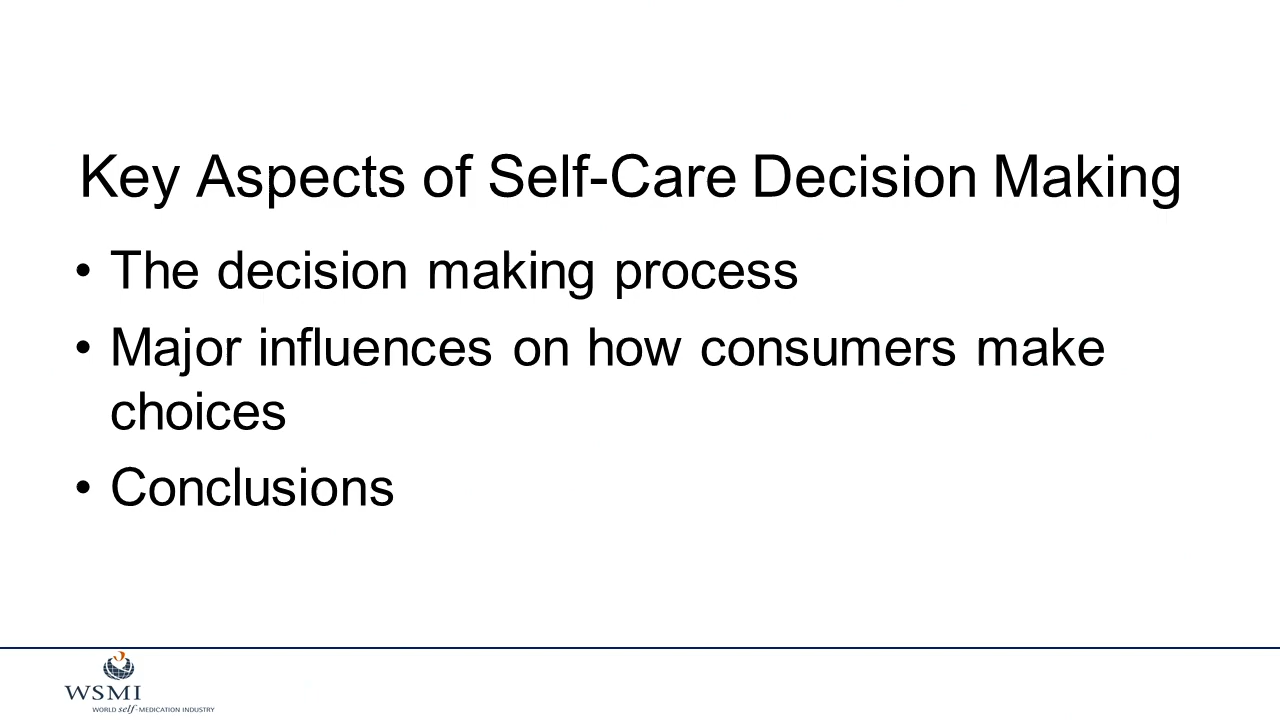 Key Aspects of Self-Care Decision Making
• The decision making process
• Major influences on how consumers make
choices
• Conclusions
WSMI
WORLD self-MEDICATION INDUSTRY